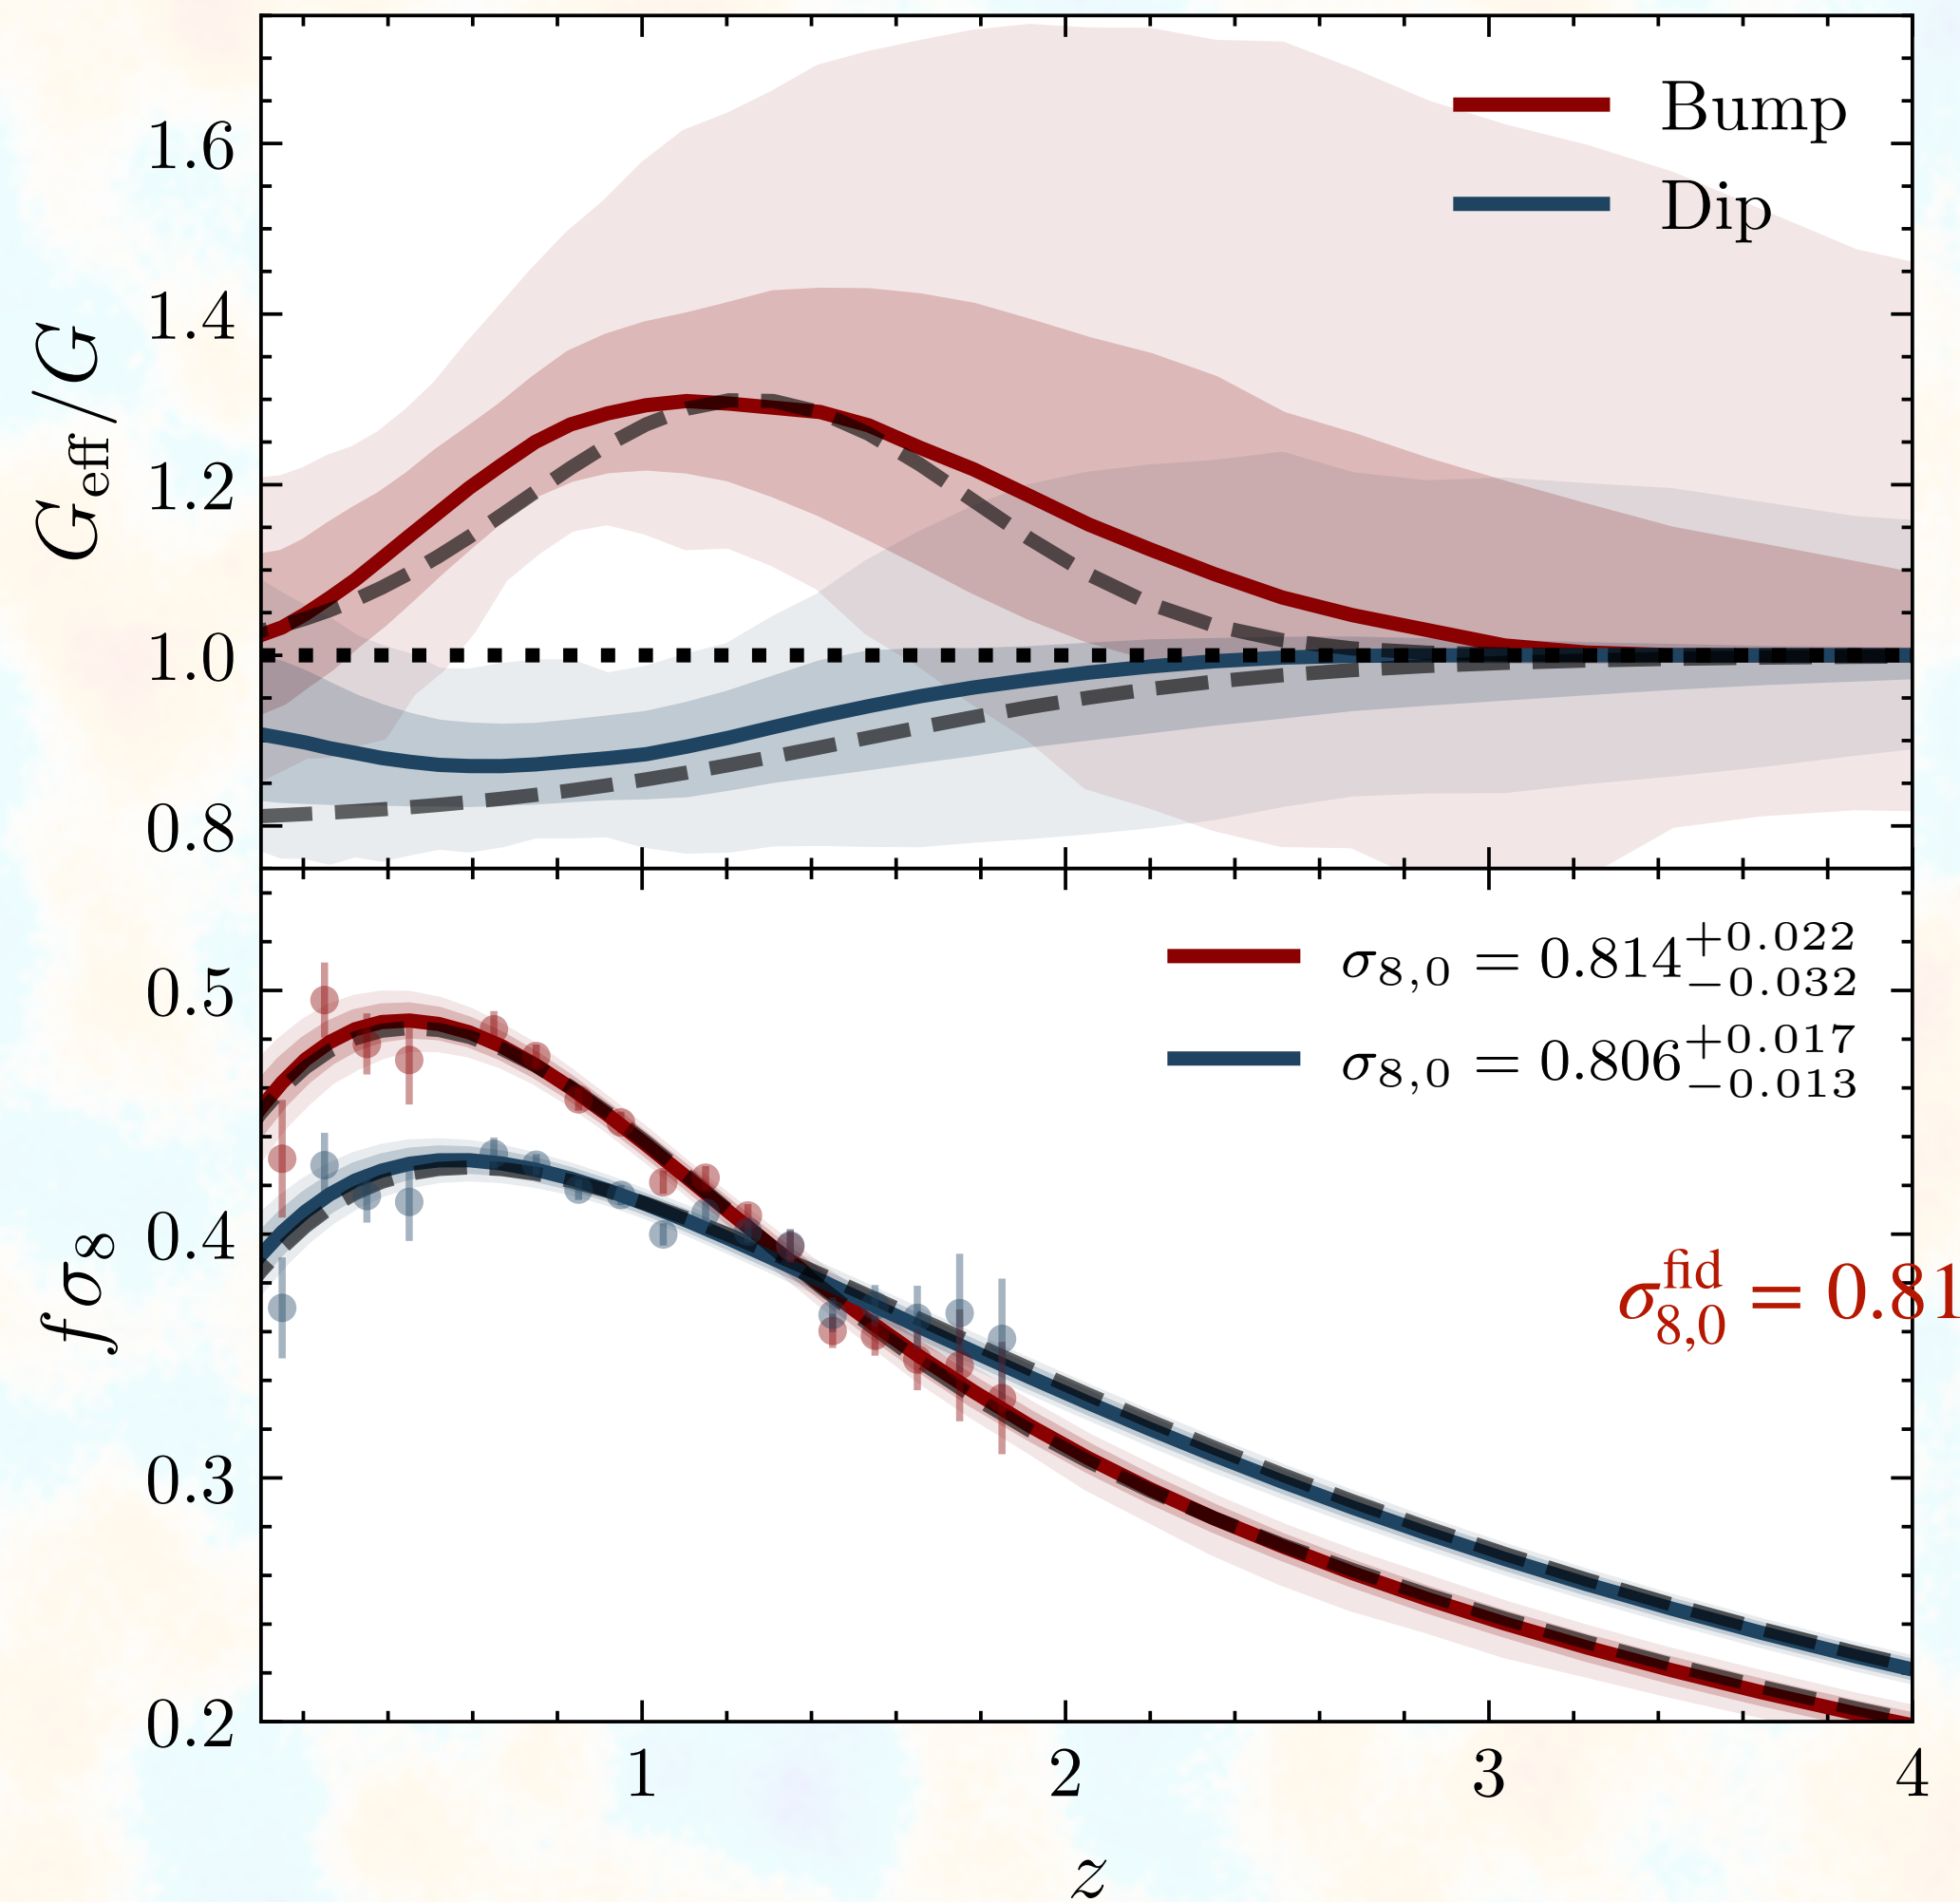 Bump
Dip
1.6
1.4
1.2
1.0
0.8
G_eff/G
σ_{8,0} = 0.814^{+0.022}_{-0.032}
σ_{8,0} = 0.806^{+0.017}_{-0.013}
σ_{8,0}^{fid} = 0.81
0.5
0.4
0.3
0.2
fσ_8
1 2 3 4
z